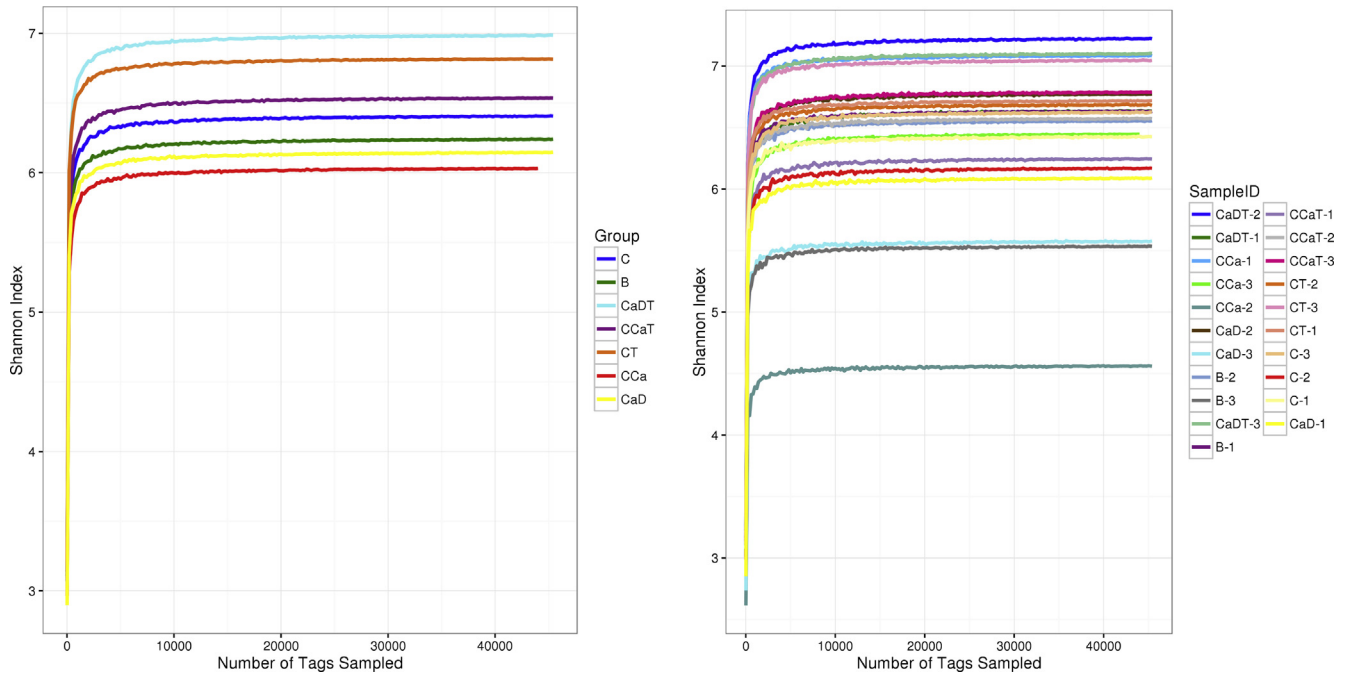 7
6
5
4
3
Shannon Index
0
10000
20000
30000
40000
Number of Tags Sampled
Group
C
B
CaDT
CCaT
CT
CCa
CaD
7
6
5
4
3
Shannon Index
0
10000
20000
30000
40000
Number of Tags Sampled
SampleID
CaDT-2
CaDT-1
CCa-1
CCa-3
CCa-2
CaD-2
CaD-3
B-2
B-3
CaDT-3
B-1
CCaT-1
CCaT-2
CCaT-3
CT-2
CT-3
CT-1
C-3
C-2
C-1
CaD-1